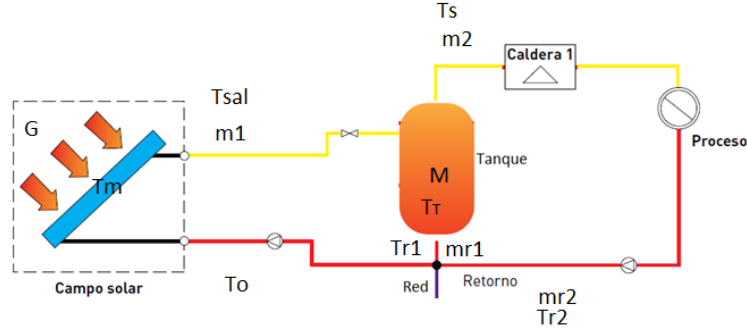 Ts
m2
Caldera 1
Tsal
m1
G
Tm
Proceso
Tanque
M
TT
Tr1
mr1
Campo solar
To
Red
Retorno
mr2
Tr2